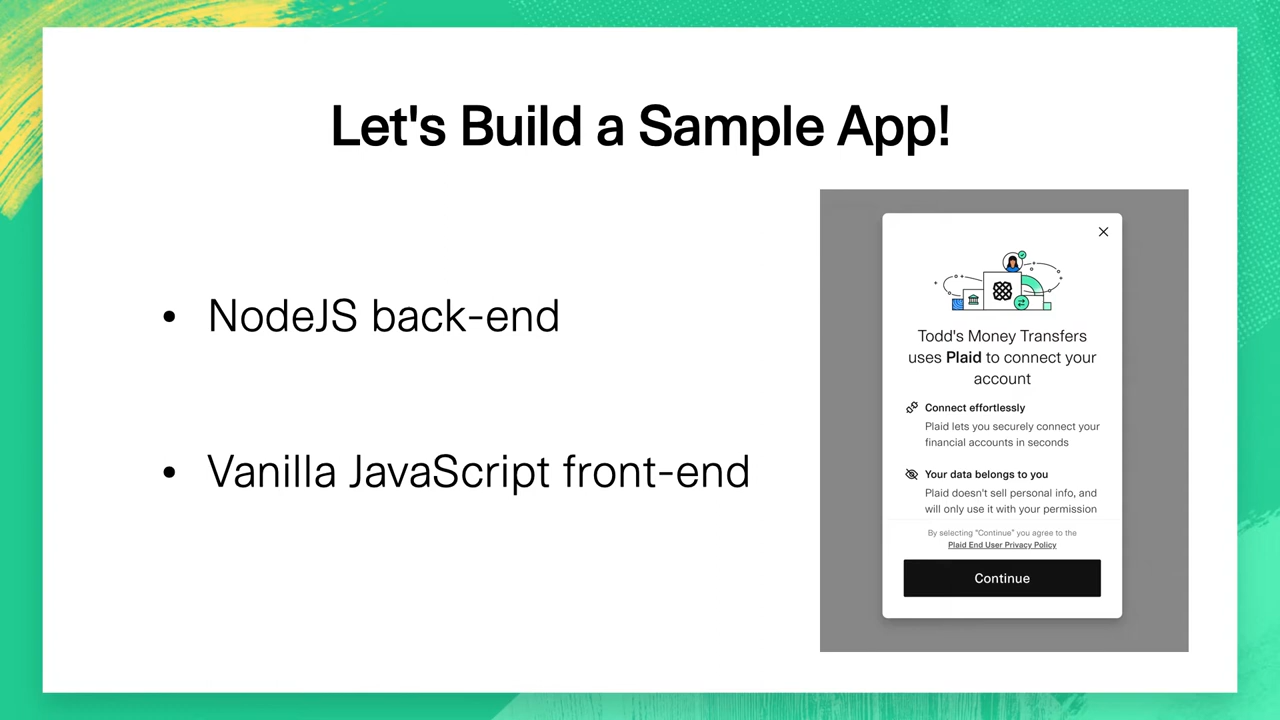 Let's Build a Sample App!
• NodeJS back-end
• Vanilla JavaScript front-end
Todd's Money Transfers
uses Plaid to connect your
account
Connect effortlessly
Plaid lets you securely connect your
financial accounts in seconds
Your data belongs to you
Plaid doesn't sell personal info, and
will only use it with your permission
By selecting "Continue" you agree to the
Plaid End User Privacy Policy
Continue